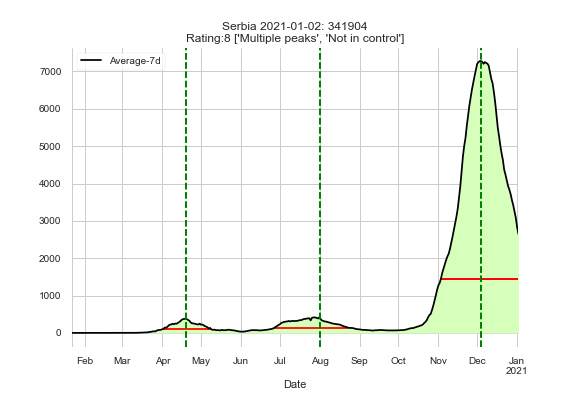 Serbia 2021-01-02: 341904
Rating:8 ['Multiple peaks', 'Not in control']
Average-7d
7000
6000
5000
4000
3000
2000
1000
0
Feb Mar Apr May Jun Jul Aug Sep Oct Nov Dec Jan
2021
Date